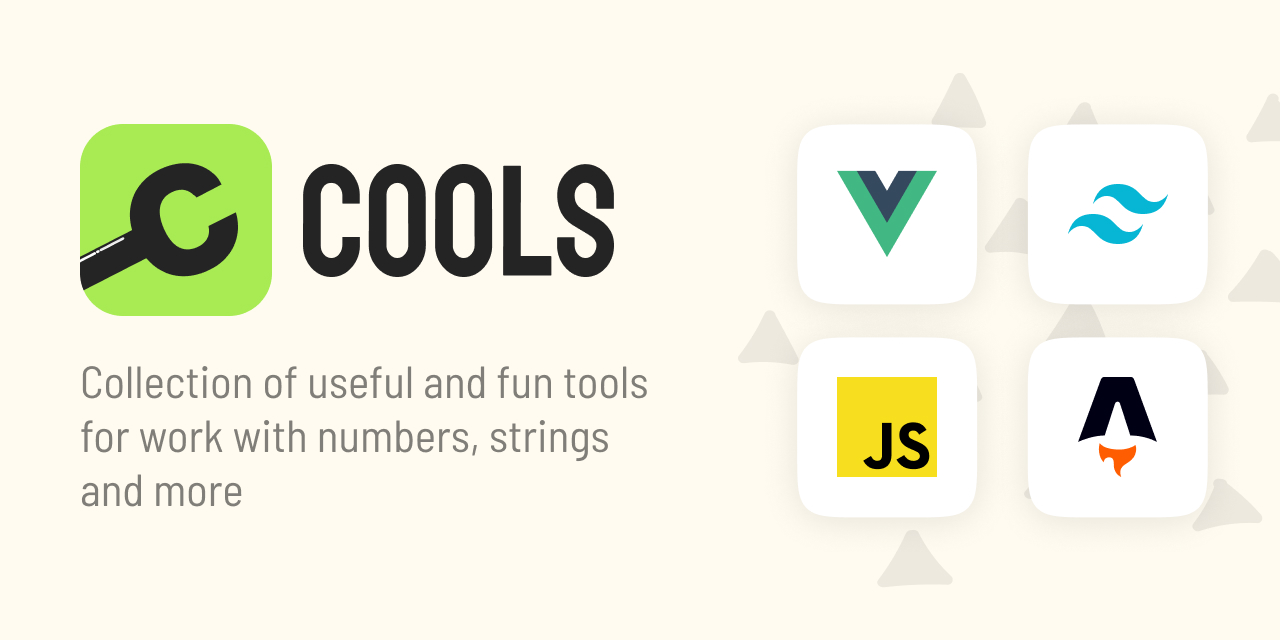 COOLS
Collection of useful and fun tools
for work with numbers, strings
and more
JS